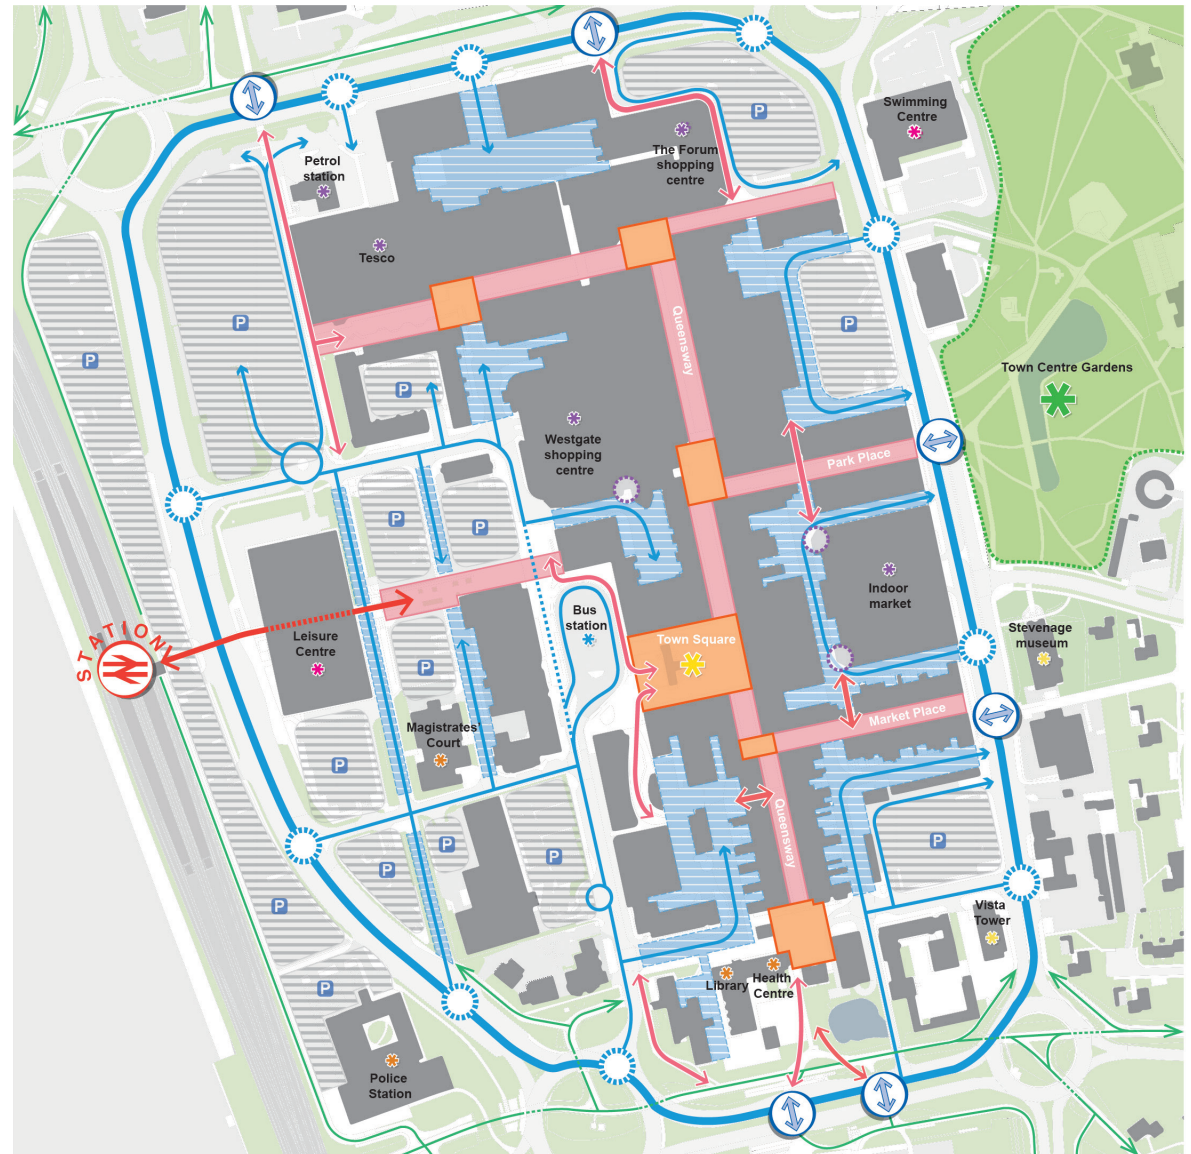 Swimming
Centre
P
The Forum
shopping
centre
Petrol
station
Tesco
P
P
P
Queensway
P
Town Centre Gardens
Westgate
shopping
centre
Park Place
P
P
Indoor
market
Bus
station
Town Square
Stevenage
museum
STATION
Leisure
Centre
P
Magistrates'
Court
Market Place
P
Queensway
P
P
P
P
P
Vista
Tower
Library
Health
Centre
P
Police
Station